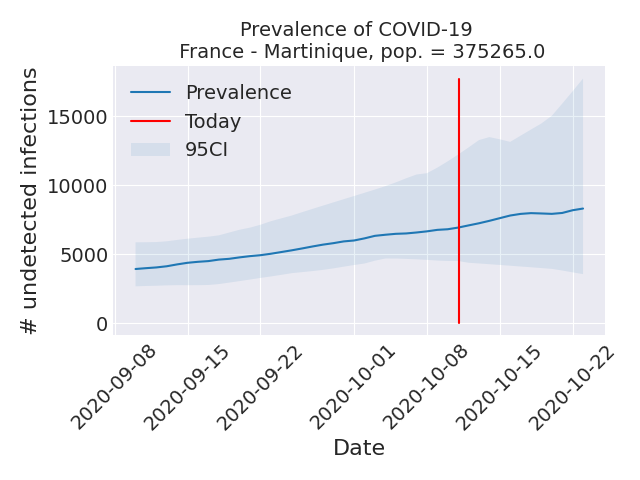 Prevalence of COVID-19
France - Martinique, pop. = 375265.0
# undetected infections
15000
10000
5000
0
Prevalence
Today
95CI
2020-09-08
2020-09-15
2020-09-22
2020-10-01
2020-10-08
2020-10-15
2020-10-22
Date